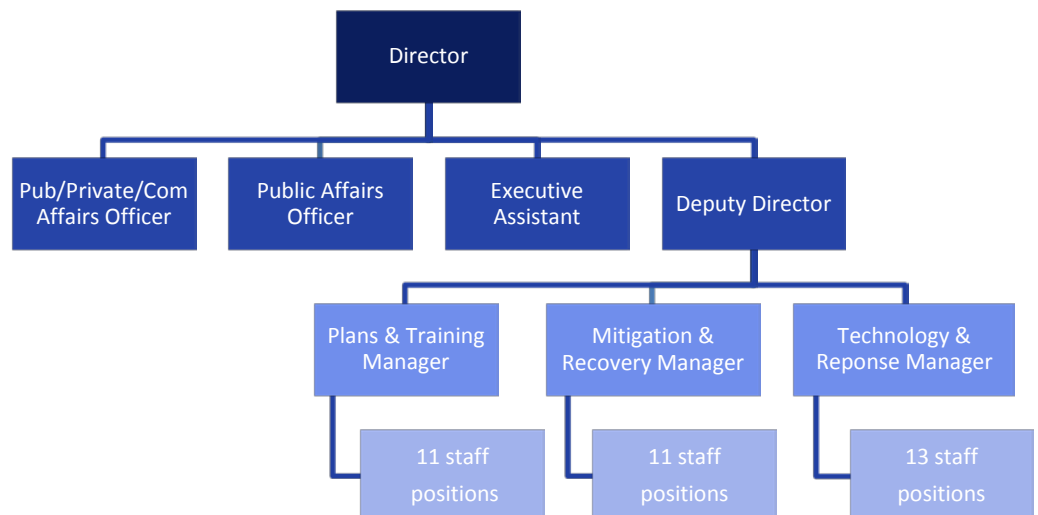 Director
Pub/Private/Com
Affairs Officer
Public Affairs
Officer
Executive
Assistant
Deputy Director
Plans & Training
Manager
Mitigation &
Recovery Manager
Technology &
Reponse Manager
11 staff
positions
11 staff
positions
13 staff
positions